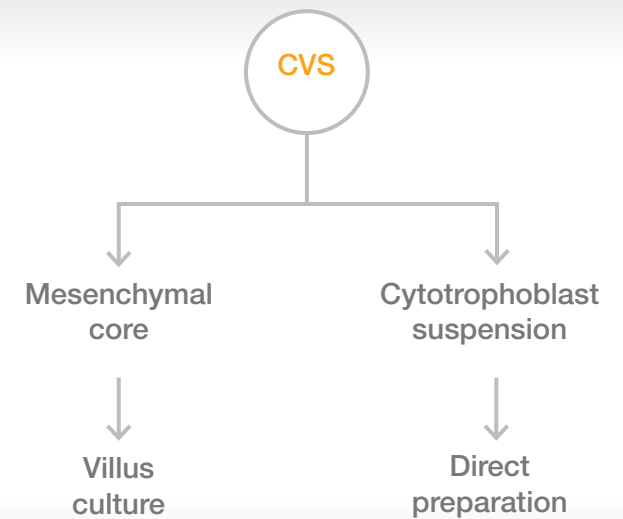 CVS
Mesenchymal
core
Cytotrophoblast
suspension
Villus
culture
Direct
preparation